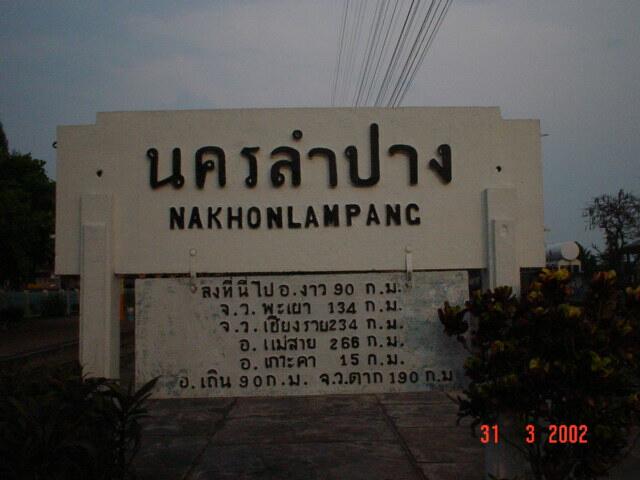 นครลำปาง
NAKHONLAMPANG
ลงที่นี่ไป อ.งาว 90 ก.ม.
จ.ว. พะเยา 134 ก.ม.
จ.ว. เชียงราย 234 ก.ม.
อ. แม่สาย 266 ก.ม.
อ. เกาะคา 15 ก.ม.
อ. เถิน 90 ก.ม. จ.ว.ตาก 190 ก.ม
31 3 2002